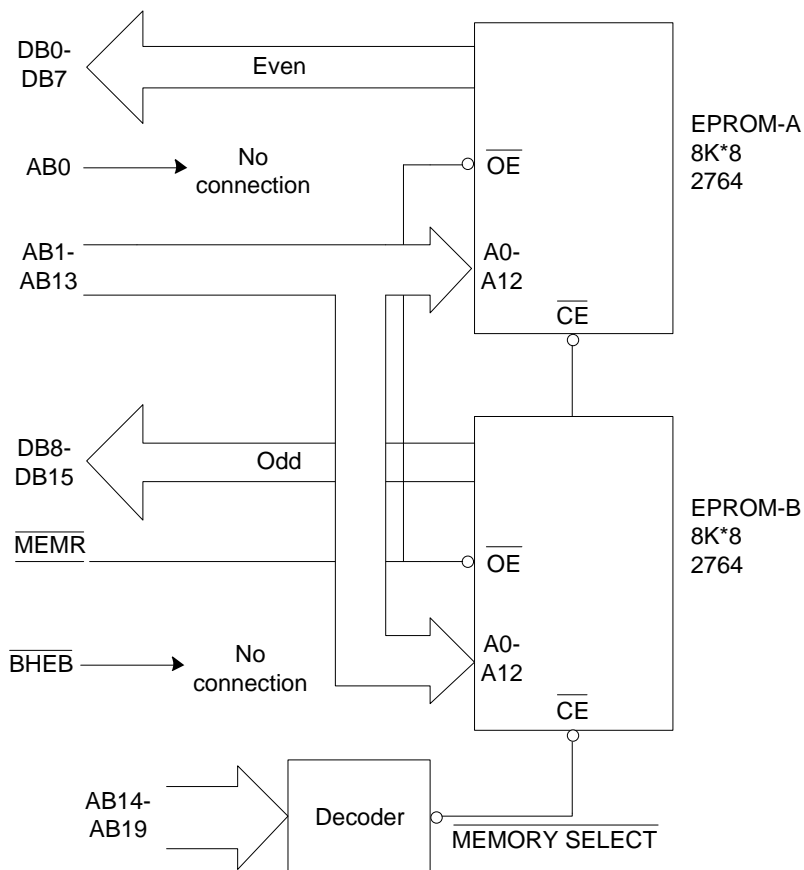 DB0-
DB7
Even
EPROM-A
8K*8
2764
AB0
No
connection
OE
AB1-
AB13
A0-
A12
CE
DB8-
DB15
Odd
EPROM-B
8K*8
2764
MEMR
OE
BHEB
No
connection
A0-
A12
CE
AB14-
AB19
Decoder
MEMORY SELECT